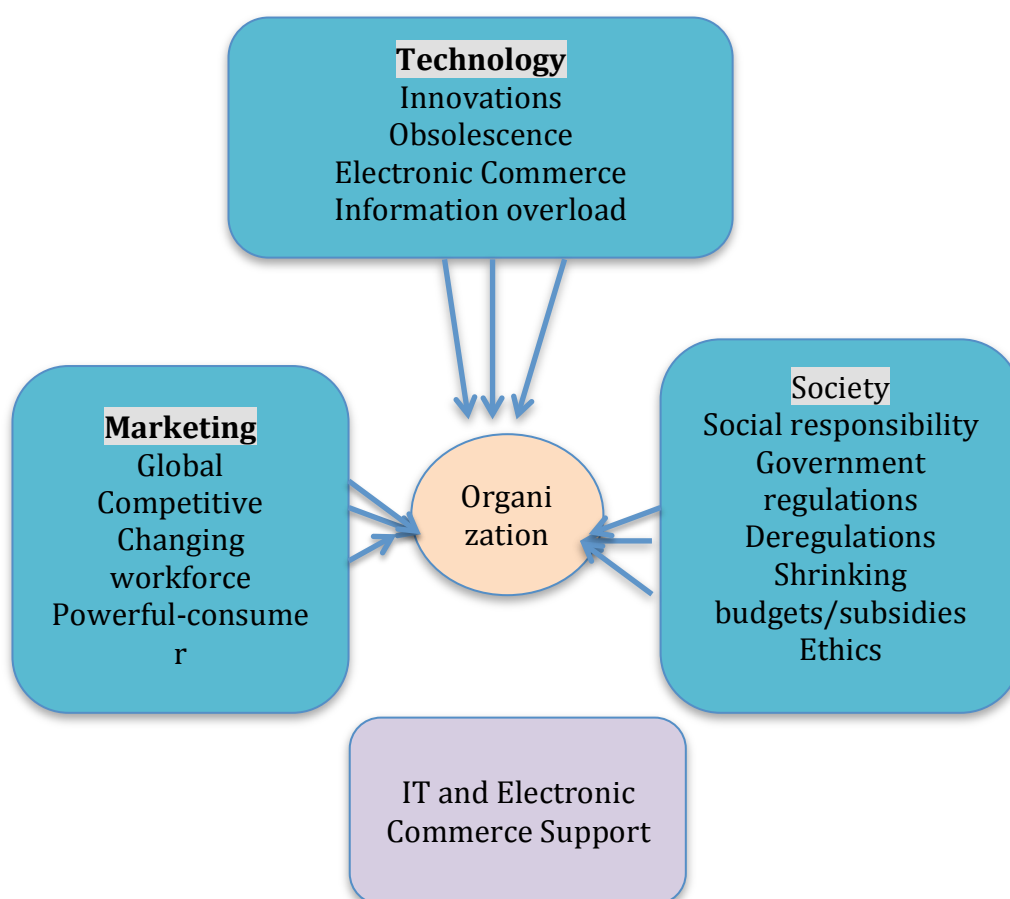 Technology
Innovations
Obsolescence
Electronic Commerce
Information overload
Marketing
Global
Competitive
Changing
workforce
Powerful-consume
r
Organi
zation
Society
Social responsibility
Government
regulations
Deregulations
Shrinking
budgets/subsidies
Ethics
IT and Electronic
Commerce Support